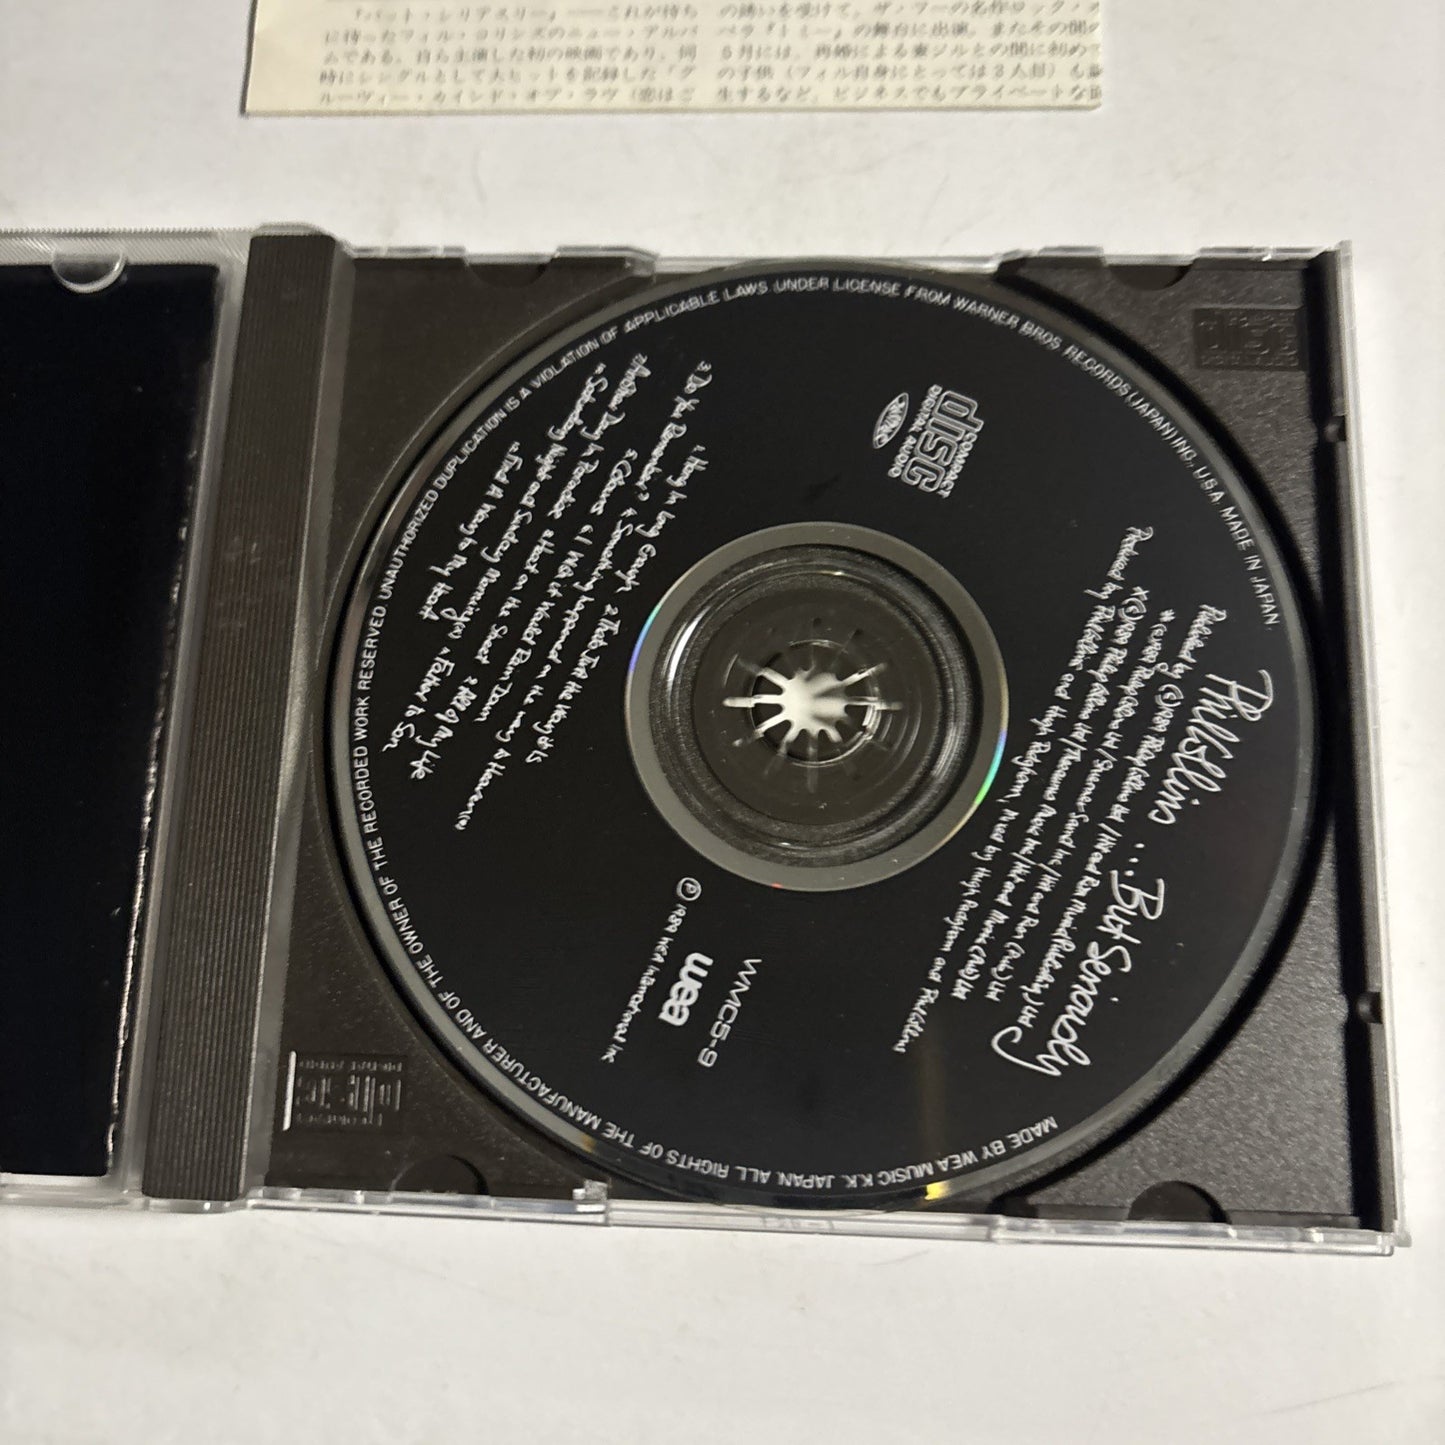 『バット・シリアスリー』——これが待ち
に待ったフィル・コリンズのニュー・アルバ
ムである。自ら主演した初の映画であり、同
時にシングルとして大ヒットを記録した「グ
ルーヴィー・カインド・オブ・ラヴ（恋はご
の誘いを受けて、ザ・フーの名作ロック・オ
ペラ『トミー』の舞台に出演。またその間の
5月には、再婚による妻ジルとの間に初めて
の子供（フィル自身にとっては3人目）も誕
生するなど、ビジネスでもプライベートな
MADE BY WEA MUSIC K.K. JAPAN. ALL RIGHTS OF THE MANUFACTURER AND OF THE OWNER OF THE RECORDED WORK RESERVED. UNAUTHORIZED DUPLICATION IS A VIOLATION OF APPLICABLE LAWS. UNDER LICENSE FROM WARNER BROS. RECORDS (JAPAN) INC., U.S.A. MADE IN JAPAN.
PhilCollins ...But Seriously
Produced by PhilCollins and Hugh Padgham, Mixed by Hugh Padgham and PhilCollins
COMPACT
disc
DIGITAL AUDIO
1. Hang In Long Enough 2. That's Just the Way It Is
3. Do You Remember? 4. Something happened on the way to Heaven
5. Colours 6. I Wish it Would Rain Down
7. Another Day In Paradise 8. Heat on the Street 9. All Of My Life
10. Saturday Night and Sunday Morning 11. Father to Son
12. Find A Way to My Heart
WMC5-9
wea
℗ 1989 WEA International Inc.
disc
DIGITAL AUDIO
COMPACT
disc